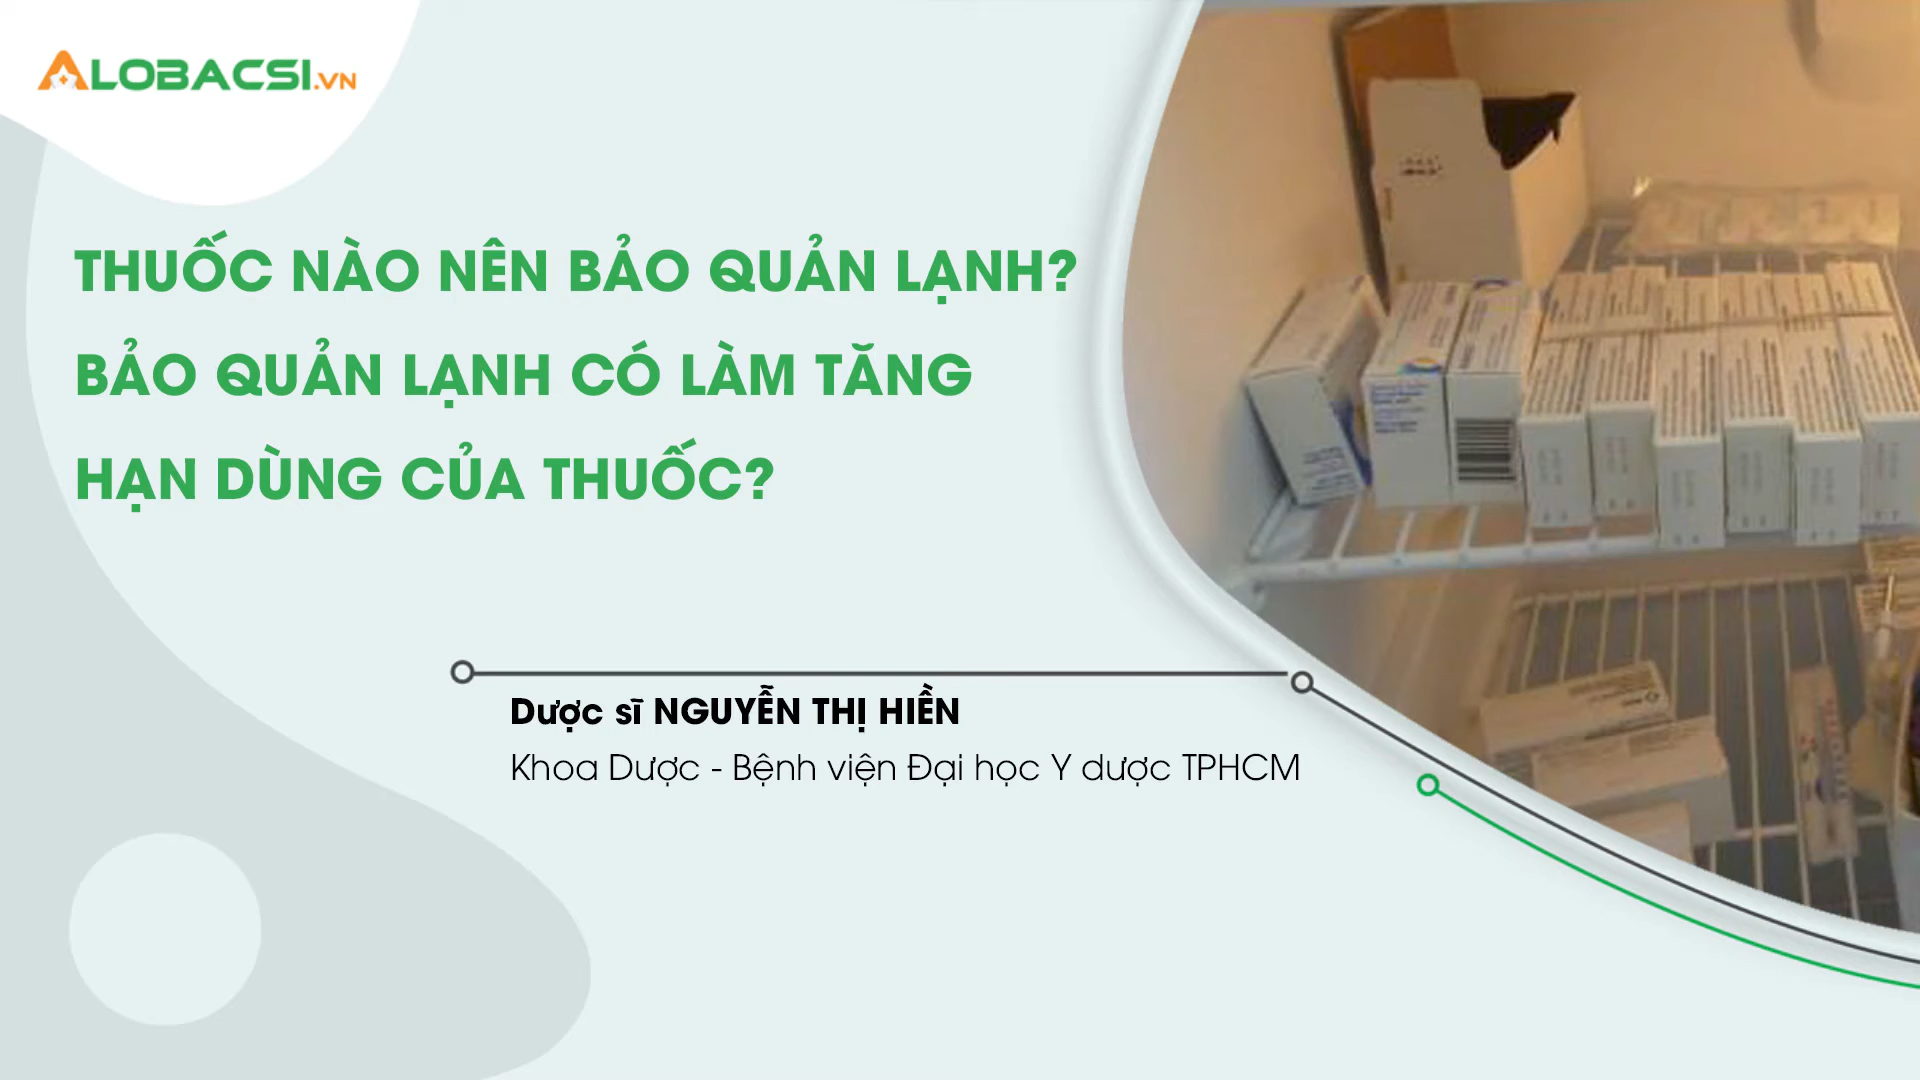 ALOBACSI.VN
THUỐC NÀO NÊN BẢO QUẢN LẠNH?
BẢO QUẢN LẠNH CÓ LÀM TĂNG
HẠN DÙNG CỦA THUỐC?
Dược sĩ NGUYỄN THỊ HIỀN
Khoa Dược - Bệnh viện Đại học Y dược TPHCM